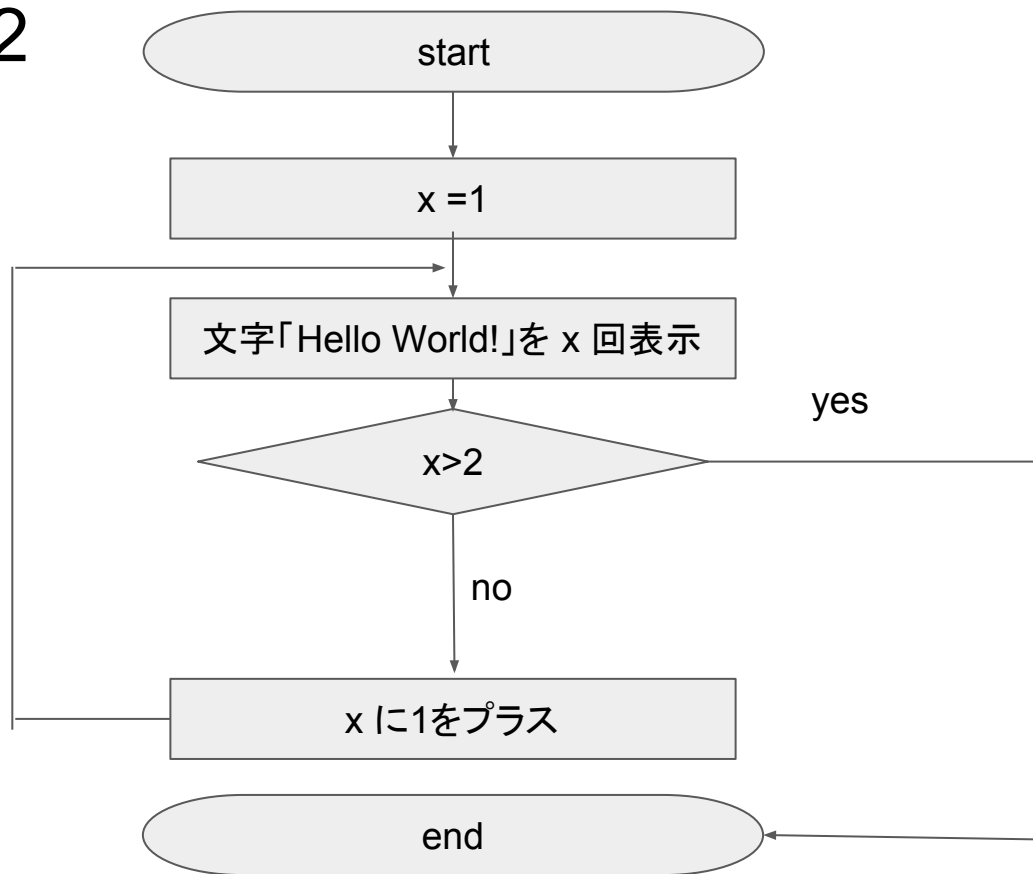 2
start
x =1
文字「Hello World!」を x 回表示
yes
x>2
no
x に1をプラス
end